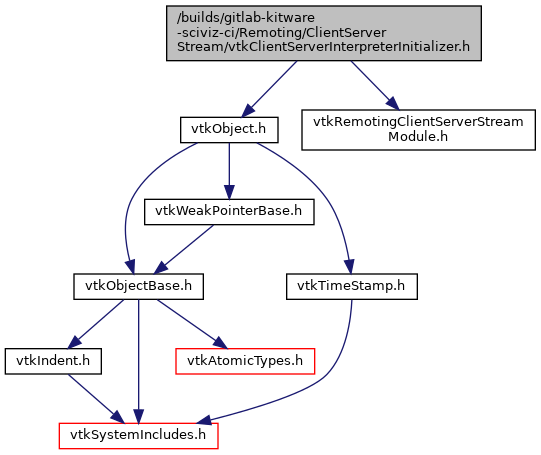 /builds/gitlab-kitware
-sciviz-ci/Remoting/ClientServer
Stream/vtkClientServerInterpreterInitializer.h
vtkObject.h
vtkRemotingClientServerStream
Module.h
vtkWeakPointerBase.h
vtkObjectBase.h
vtkTimeStamp.h
vtkIndent.h
vtkAtomicTypes.h
vtkSystemIncludes.h